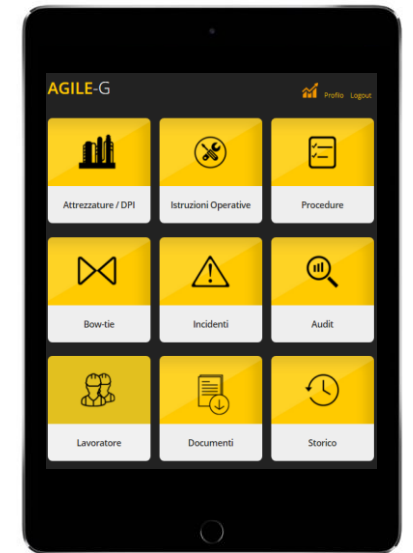 AGILE-G
Profilo Logout
Attrezzature / DPI
Istruzioni Operative
Procedure
Bow-tie
Incidenti
Audit
Lavoratore
Documenti
Storico